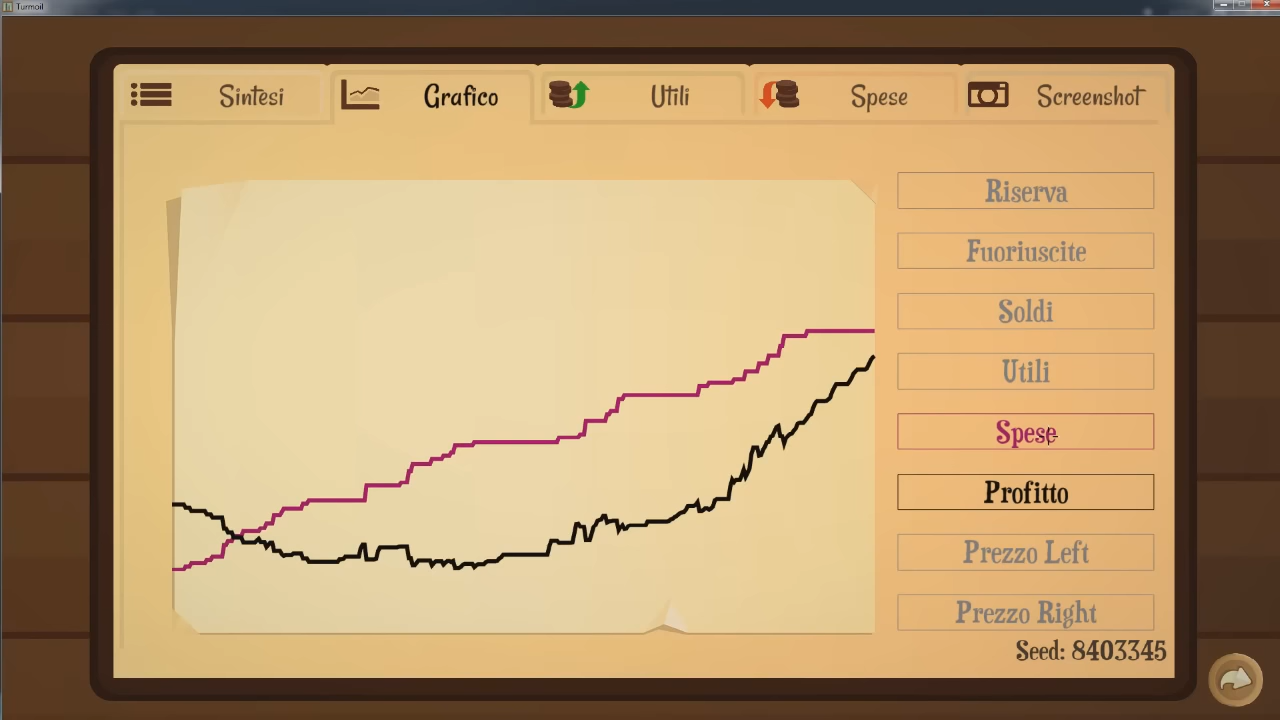 Turmoil
Sintesi
Grafico
Utili
Spese
Screenshot
Riserva
Fuoriuscite
Soldi
Utili
Spese
Profitto
Prezzo Left
Prezzo Right
Seed: 8403345